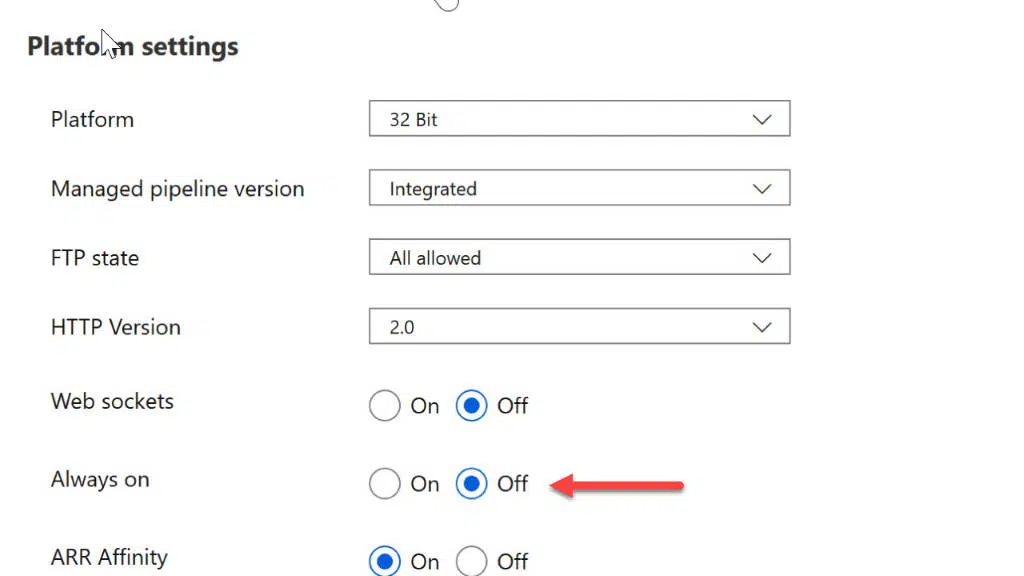 Platform settings
Platform 32 Bit
Managed pipeline version Integrated
FTP state All allowed
HTTP Version 2.0
Web sockets On Off
Always on On Off
ARR Affinity On Off